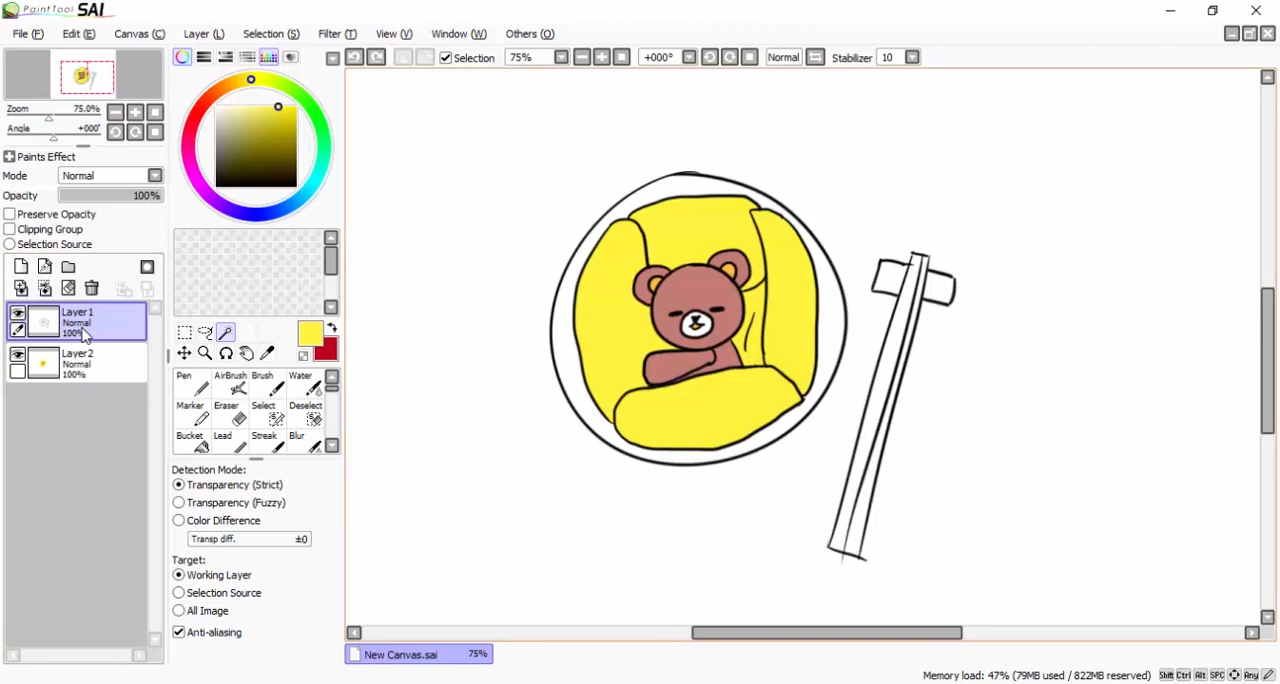 PaintTool SAI
File (F) Edit (E) Canvas (C) Layer (L) Selection (S) Filter (T) View (V) Window (W) Others (O)
Selection 75% +000° Normal Stabilizer 10
Zoom 75.0%
Angle +000°
Paints Effect
Mode Normal
Opacity 100%
Preserve Opacity
Clipping Group
Selection Source
Layer1
Normal
100%
Layer2
Normal
100%
Pen AirBrush Brush Water
Marker Eraser Select Deselect
Bucket Lead Streak Blur
Detection Mode:
Transparency (Strict)
Transparency (Fuzzy)
Color Difference
Transp diff. ±0
Target:
Working Layer
Selection Source
All Image
Anti-aliasing
New Canvas.sai 75%
Memory load: 47% (79MB used / 822MB reserved) Shift Ctrl Alt SPC Any